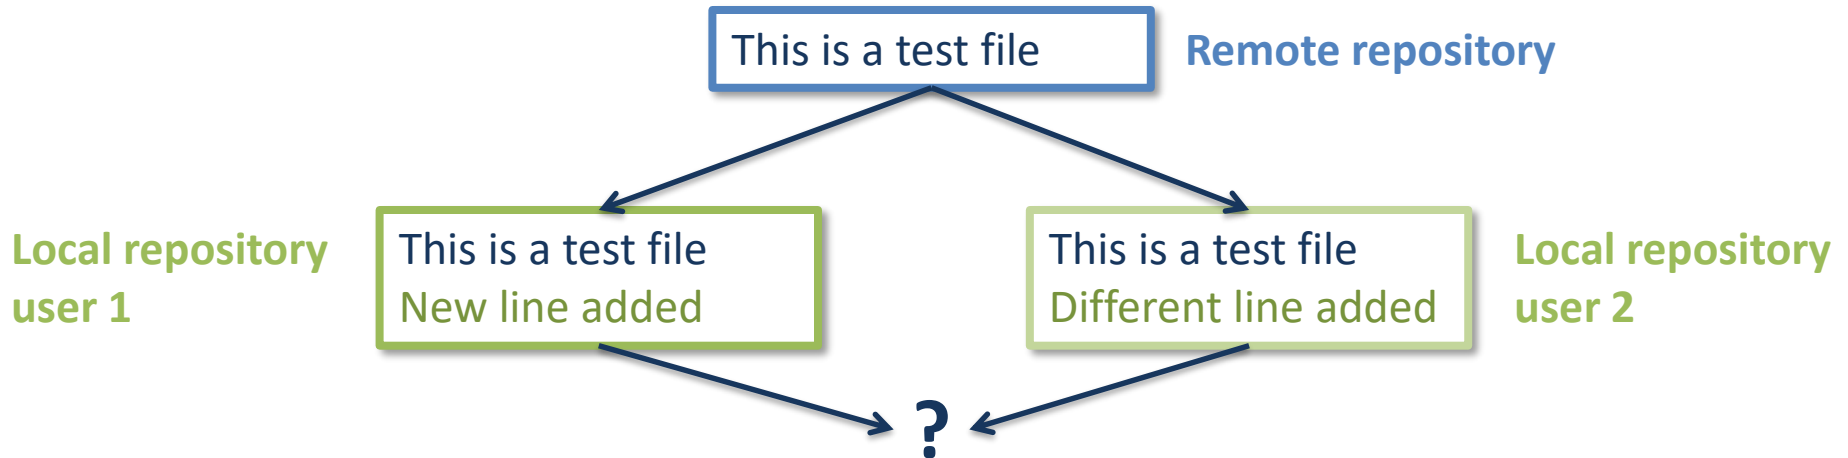 This is a test file
Remote repository
Local repository
user 1
This is a test file
New line added
This is a test file
Different line added
Local repository
user 2
?